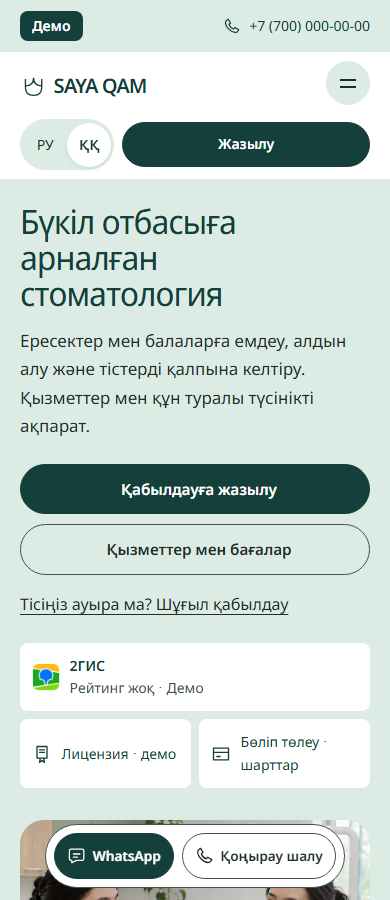 Демо
+7 (700) 000-00-00
SAYA QAM
РУ
ҚҚ
Жазылу
Бүкіл отбасыға
арналған
стоматология
Ересектер мен балаларға емдеу, алдын
алу және тістерді қалпына келтіру.
Қызметтер мен құн туралы түсінікті
ақпарат.
Қабылдауға жазылу
Қызметтер мен бағалар
Тісіңіз ауыра ма? Шұғыл қабылдау
2ГИС
Рейтинг жоқ · Демо
Лицензия · демо
Бөліп төлеу ·
шарттар
WhatsApp
Қоңырау шалу